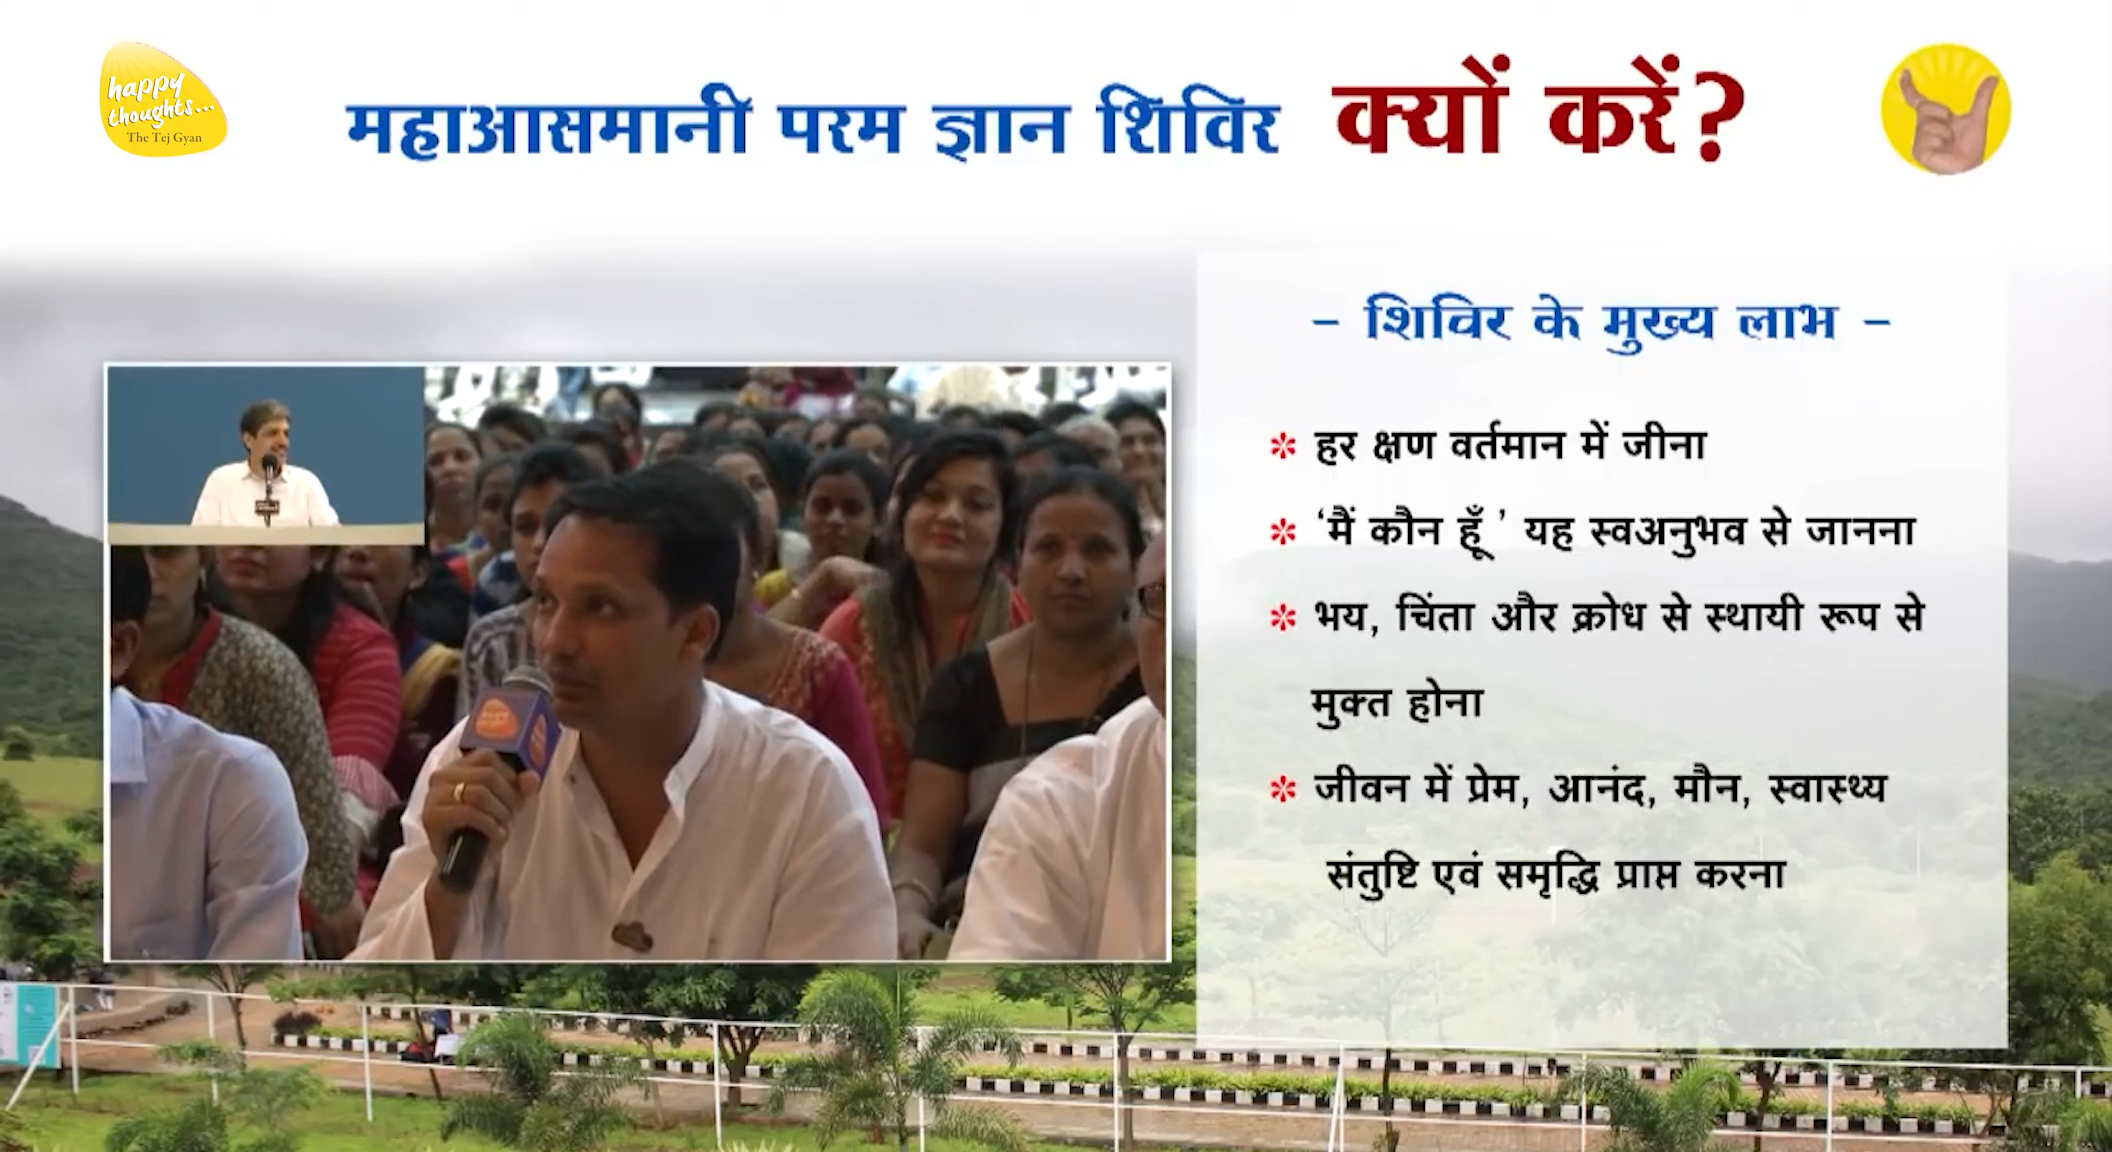 happy
thoughts...
The Tej Gyan
महाआसमानी परम ज्ञान शिविर क्यों करें?
- शिविर के मुख्य लाभ -
* हर क्षण वर्तमान में जीना
* ‘मैं कौन हूँ’ यह स्वअनुभव से जानना
* भय, चिंता और क्रोध से स्थायी रूप से
मुक्त होना
* जीवन में प्रेम, आनंद, मौन, स्वास्थ्य
संतुष्टि एवं समृद्धि प्राप्त करना